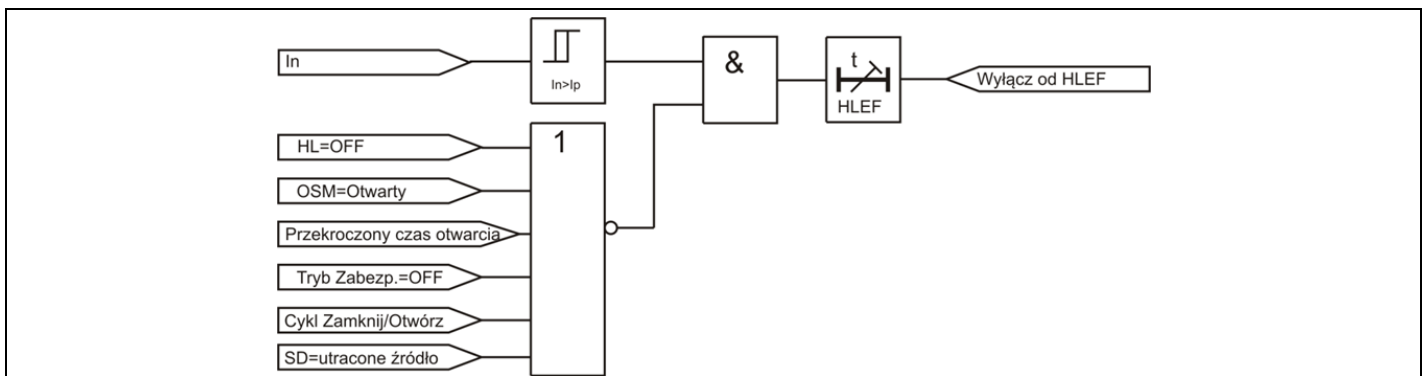 In
In>Ip
&
t
HLEF
Wyłącz od HLEF
1
HL=OFF
OSM=Otwarty
Przekroczony czas otwarcia
Tryb Zabezp.=OFF
Cykl Zamknij/Otwórz
SD=utracone źródło